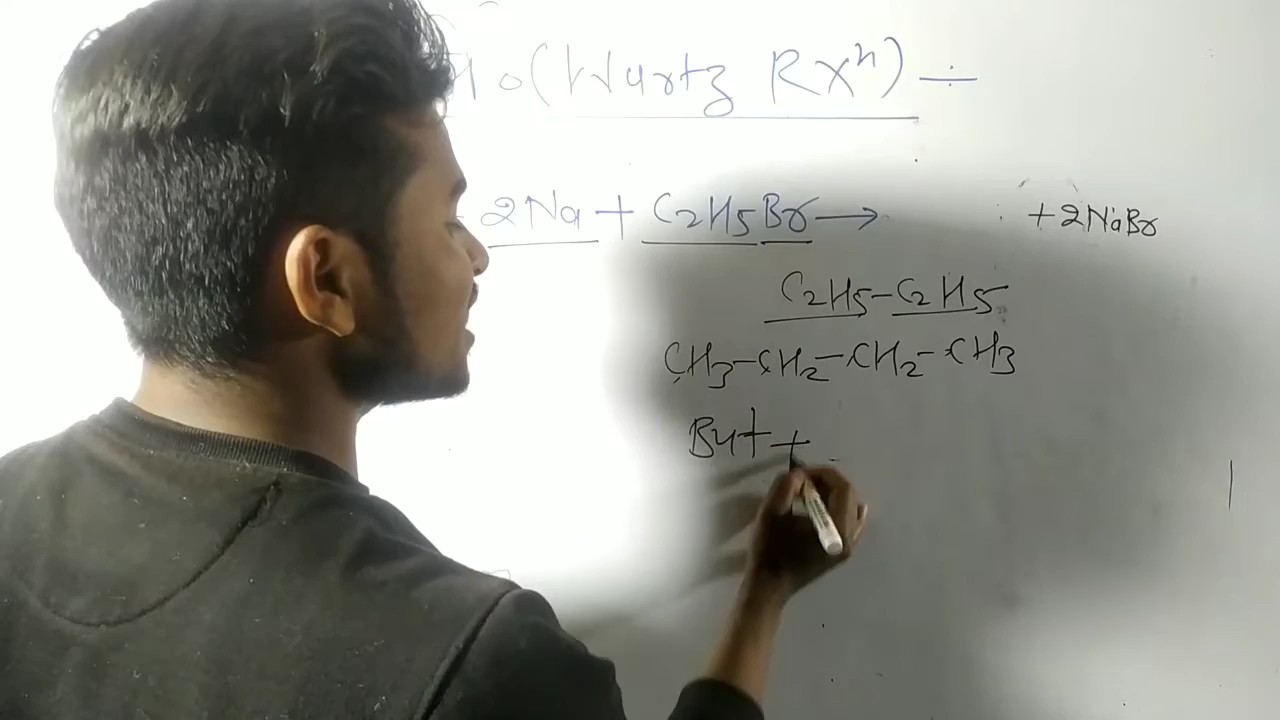 (Wurtz RXⁿ) ÷
2Na + C2H5Br → + 2NaBr
C2H5-C2H5
CH3-CH2-CH2-CH3
But +